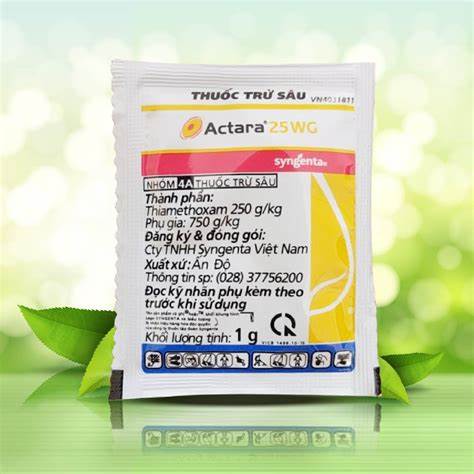 THUỐC TRỪ SÂU VN4031811
Actara® 25WG
syngenta®
NHÓM 4A THUỐC TRỪ SÂU
Thành phần:
Thiamethoxam 250 g/kg
Phụ gia: 750 g/kg
Đăng ký & đóng gói:
Cty TNHH Syngenta Việt Nam
Xuất xứ: Ấn Độ
Thông tin sp: (028) 37756200
Đọc kỹ nhãn phụ kèm theo
trước khi sử dụng
Khối lượng tịnh: 1 g